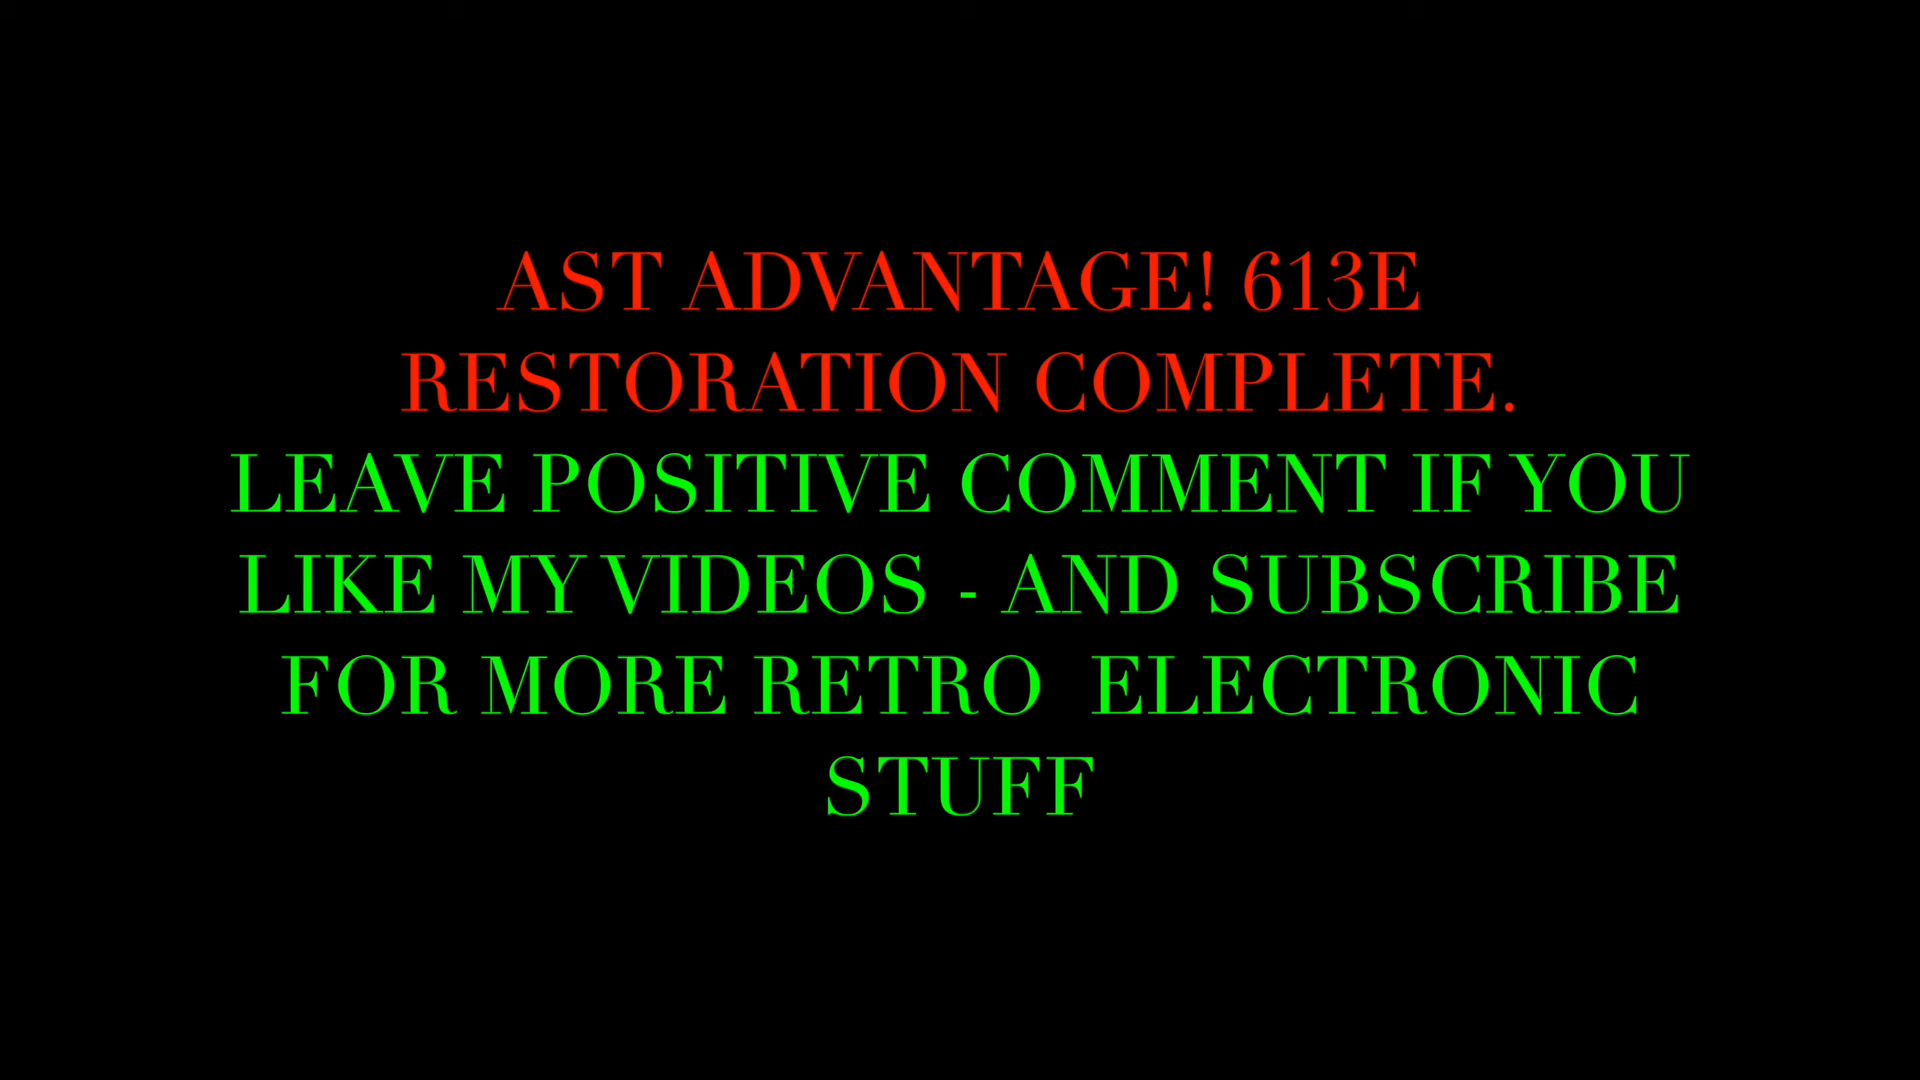 AST ADVANTAGE! 613E
RESTORATION COMPLETE.
LEAVE POSITIVE COMMENT IF YOU
LIKE MY VIDEOS - AND SUBSCRIBE
FOR MORE RETRO  ELECTRONIC
STUFF